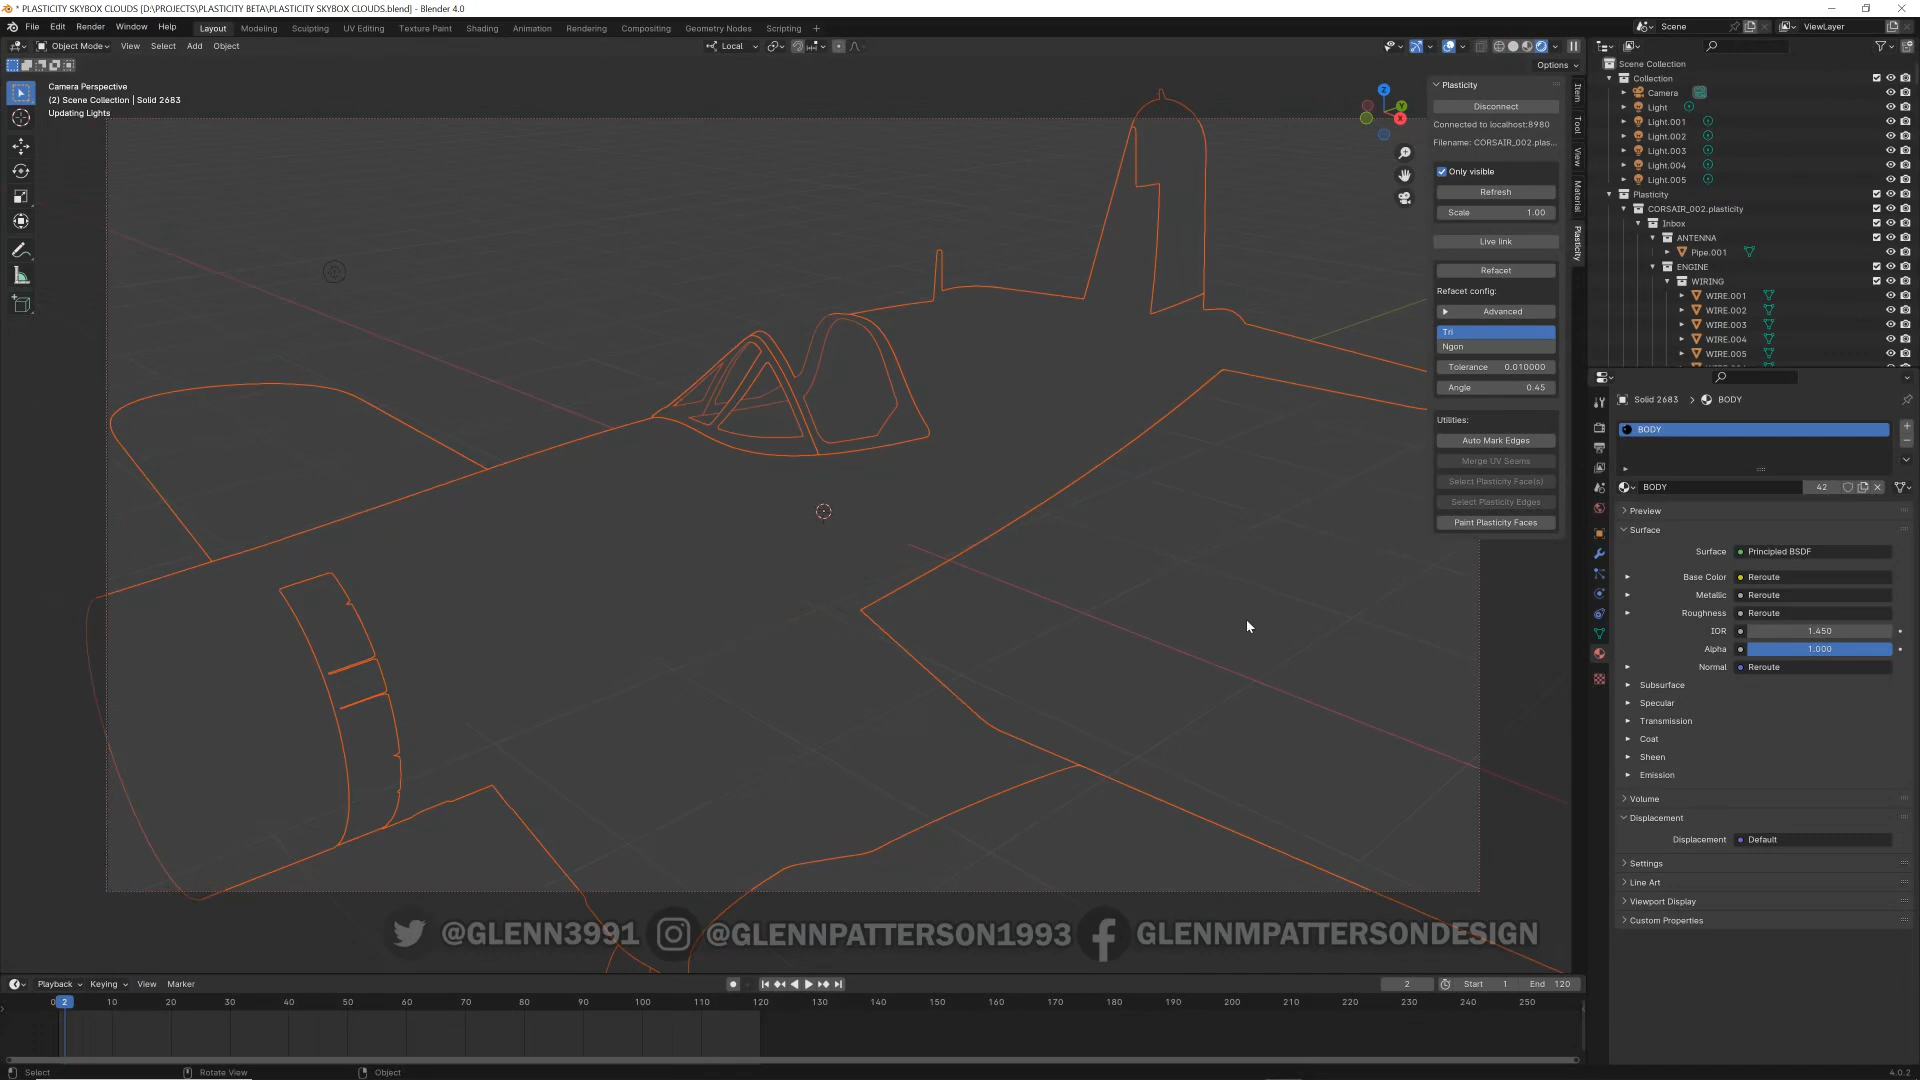 * PLASTICITY SKYBOX CLOUDS [D:\PROJECTS\PLASTICITY BETA\PLASTICITY SKYBOX CLOUDS.blend] - Blender 4.0
File Edit Render Window Help Layout Modeling Sculpting UV Editing Texture Paint Shading Animation Rendering Compositing Geometry Nodes Scripting + Scene ViewLayer
Object Mode View Select Add Object Local
Options
Camera Perspective
(2) Scene Collection | Solid 2683
Updating Lights
Z
Y
X
Plasticity
Disconnect
Connected to localhost:8980
Filename: CORSAIR_002.plas...
Only visible
Refresh
Scale 1.00
Live link
Refacet
Refacet config:
Advanced
Tri
Ngon
Tolerance 0.010000
Angle 0.45
Utilities:
Auto Mark Edges
Merge UV Seams
Select Plasticity Face(s)
Select Plasticity Edges
Paint Plasticity Faces
Item
Tool
View
Material
Plasticity
Scene Collection
Collection
Camera
Light
Light.001
Light.002
Light.003
Light.004
Light.005
Plasticity
CORSAIR_002.plasticity
Inbox
ANTENNA
Pipe.001
ENGINE
WIRING
WIRE.001
WIRE.002
WIRE.003
WIRE.004
WIRE.005
Solid 2683 BODY
BODY
BODY 42
Preview
Surface
Surface Principled BSDF
Base Color Reroute
Metallic Reroute
Roughness Reroute
IOR 1.450
Alpha 1.000
Normal Reroute
Subsurface
Specular
Transmission
Coat
Sheen
Emission
Volume
Displacement
Displacement Default
Settings
Line Art
Viewport Display
Custom Properties
@GLENN3991 @GLENNPATTERSON1993 GLENNMPATTERSONDESIGN
Playback Keying View Marker 2 Start 1 End 120
0 2 10 20 30 40 50 60 70 80 90 100 110 120 130 140 150 160 170 180 190 200 210 220 230 240 250
Select Rotate View Object 4.0.2